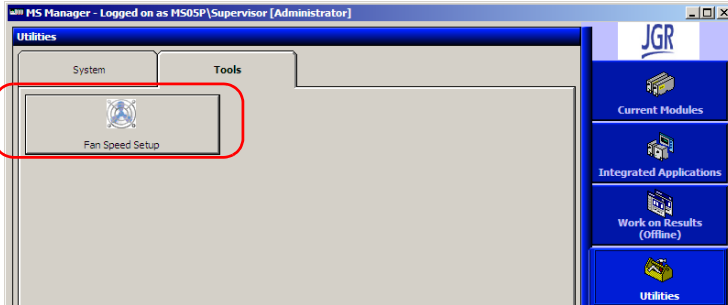 MS Manager - Logged on as MS05P\Supervisor [Administrator]
Utilities
System
Tools
Fan Speed Setup
JGR
Current Modules
Integrated Applications
Work on Results
(Offline)
Utilities